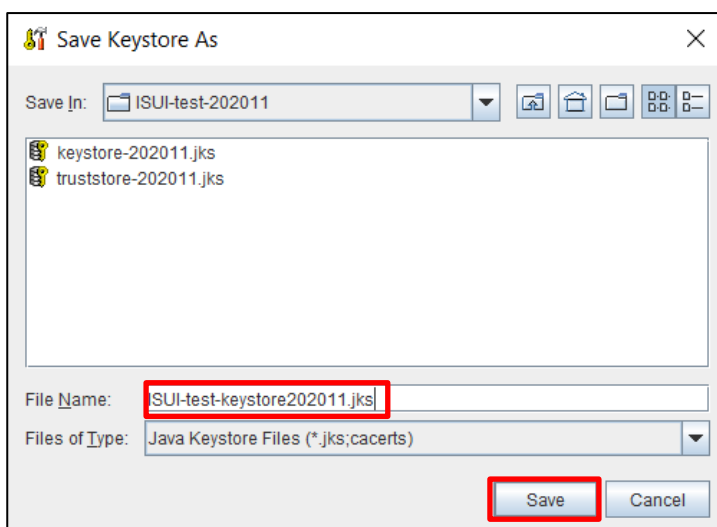 Save Keystore As
Save In: ISUI-test-202011
keystore-202011.jks
truststore-202011.jks
File Name: ISUI-test-keystore202011.jks
Files of Type: Java Keystore Files (*.jks;cacerts)
Save Cancel